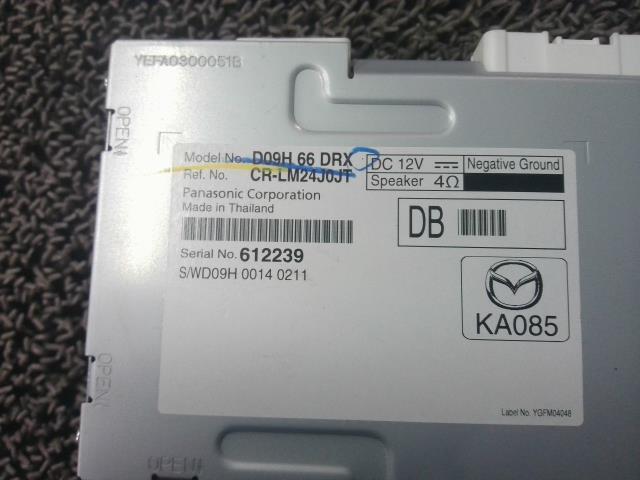 YEFA0300051B
OPEN
Model No. D09H 66 DRX
Ref. No. CR-LM24J0JT
Panasonic Corporation
Made in Thailand
DC 12V
Negative Ground
Speaker 4Ω
DB
Serial No. 612239
S/WD09H 0014 0211
KA085
OPEN
Label No. YGFM04048
OPEN